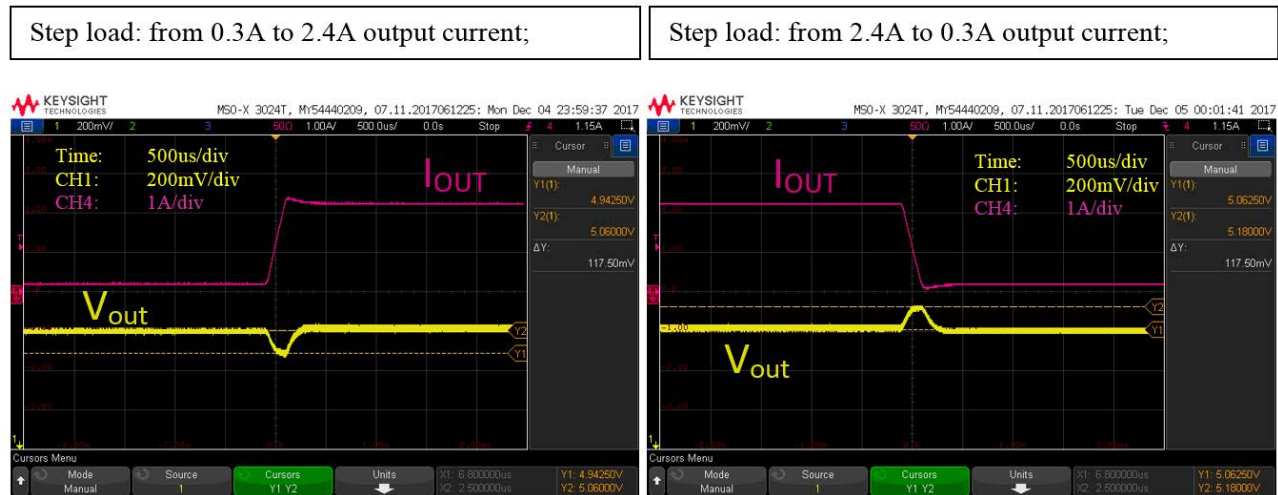 Step load: from 0.3A to 2.4A output current;
Step load: from 2.4A to 0.3A output current;
KEYSIGHT
TECHNOLOGIES
MSO-X 3024T, MY54440209, 07.11.2017061225: Mon Dec 04 23:59:37 2017
1 200mV/ 2 3 50Ω 1.00A/ 500.0us/ 0.0s Stop 4 1.15A
Time: 500us/div
CH1: 200mV/div
CH4: 1A/div
IOUT
Vout
Cursor
Manual
Y1(1):
4.94250V
Y2(1):
5.06000V
ΔY:
117.50mV
Y2
Y1
Cursors Menu
Mode
Manual
Source
1
Cursors
Y1 Y2
Units
X1: 6.800000us
X2: 2.500000us
Y1: 4.94250V
Y2: 5.06000V
KEYSIGHT
TECHNOLOGIES
MSO-X 3024T, MY54440209, 07.11.2017061225: Tue Dec 05 00:01:41 2017
1 200mV/ 2 3 50Ω 1.00A/ 500.0us/ 0.0s Stop 4 1.15A
IOUT
Time: 500us/div
CH1: 200mV/div
CH4: 1A/div
Vout
Cursor
Manual
Y1(1):
5.06250V
Y2(1):
5.18000V
ΔY:
117.50mV
Y2
Y1
Cursors Menu
Mode
Manual
Source
1
Cursors
Y1 Y2
Units
X1: 6.800000us
X2: 2.500000us
Y1: 5.06250V
Y2: 5.18000V